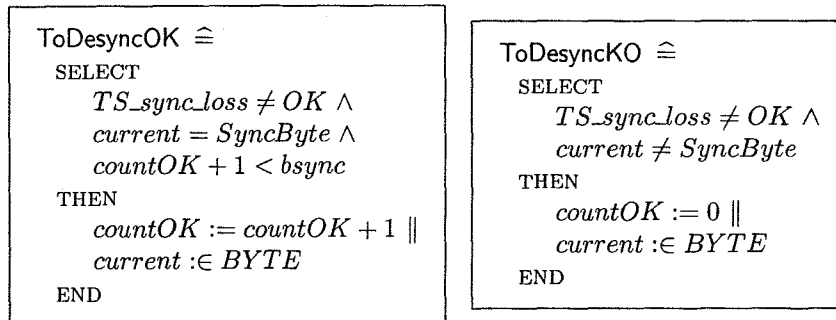 ToDesyncOK ≙
SELECT
TS_sync_loss ≠ OK ∧
current = SyncByte ∧
countOK + 1 < bsync
THEN
countOK := countOK + 1 ||
current :∈ BYTE
END
ToDesyncKO ≙
SELECT
TS_sync_loss ≠ OK ∧
current ≠ SyncByte
THEN
countOK := 0 ||
current :∈ BYTE
END